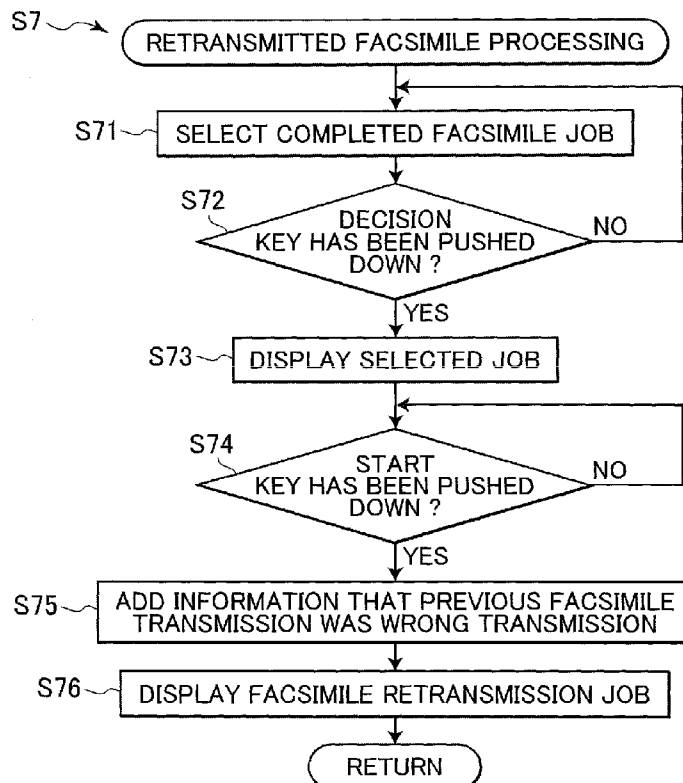 S7
RETRANSMITTED FACSIMILE PROCESSING
S71
SELECT COMPLETED FACSIMILE JOB
S72
DECISION
KEY HAS BEEN PUSHED
DOWN ?
NO
YES
S73
DISPLAY SELECTED JOB
S74
START
KEY HAS BEEN PUSHED
DOWN ?
NO
YES
S75
ADD INFORMATION THAT PREVIOUS FACSIMILE
TRANSMISSION WAS WRONG TRANSMISSION
S76
DISPLAY FACSIMILE RETRANSMISSION JOB
RETURN